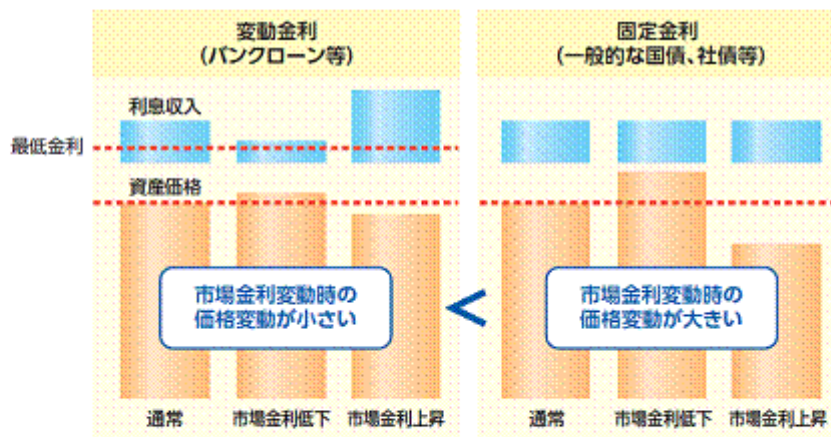 変動金利
(バンクローン等)
固定金利
(一般的な国債、社債等)
利息収入
最低金利
資産価格
市場金利変動時の
価格変動が小さい
<
市場金利変動時の
価格変動が大きい
通常
市場金利低下
市場金利上昇
通常
市場金利低下
市場金利上昇